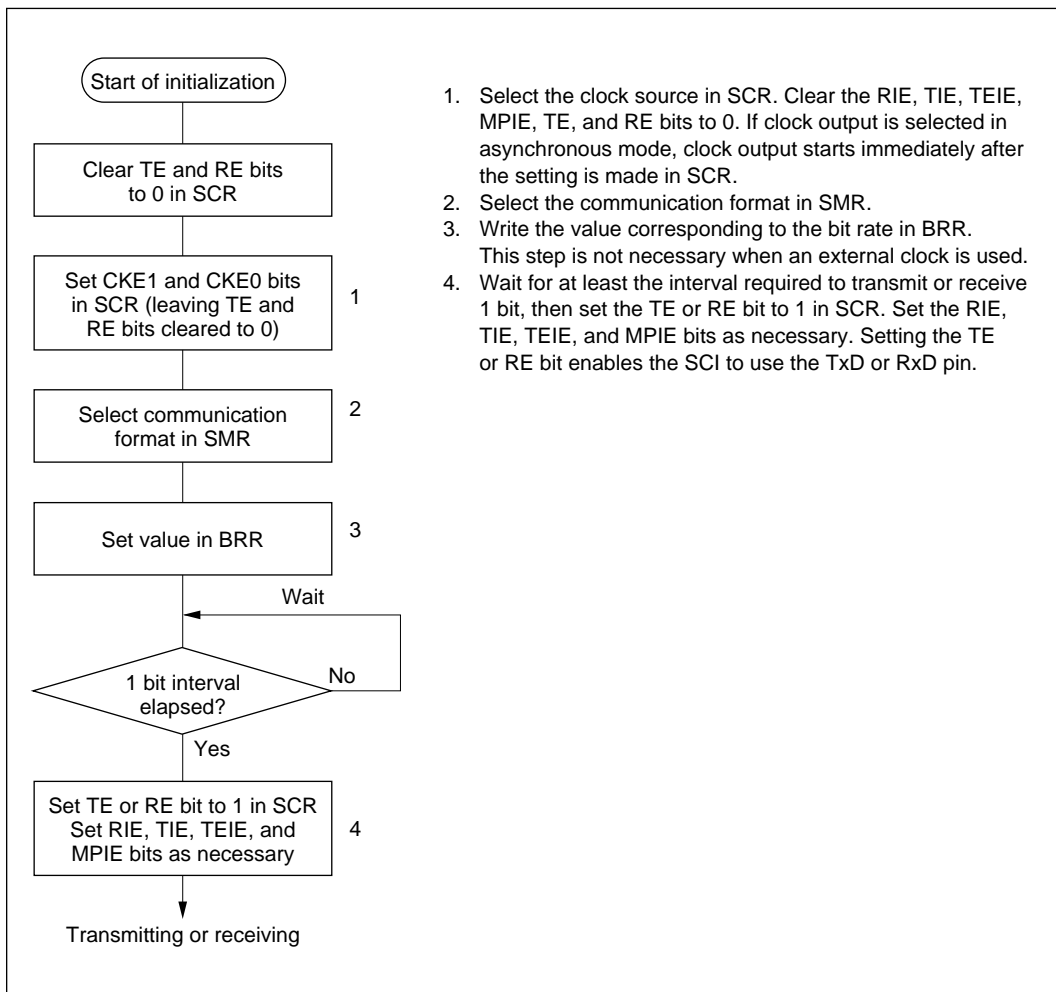 Start of initialization
Clear TE and RE bits
to 0 in SCR
Set CKE1 and CKE0 bits
in SCR (leaving TE and
RE bits cleared to 0)
1
Select communication
format in SMR
2
Set value in BRR
3
Wait
1 bit interval
elapsed?
No
Yes
Set TE or RE bit to 1 in SCR
Set RIE, TIE, TEIE, and
MPIE bits as necessary
4
Transmitting or receiving
1. Select the clock source in SCR. Clear the RIE, TIE, TEIE,
MPIE, TE, and RE bits to 0. If clock output is selected in
asynchronous mode, clock output starts immediately after
the setting is made in SCR.
2. Select the communication format in SMR.
3. Write the value corresponding to the bit rate in BRR.
This step is not necessary when an external clock is used.
4. Wait for at least the interval required to transmit or receive
1 bit, then set the TE or RE bit to 1 in SCR. Set the RIE,
TIE, TEIE, and MPIE bits as necessary. Setting the TE
or RE bit enables the SCI to use the TxD or RxD pin.